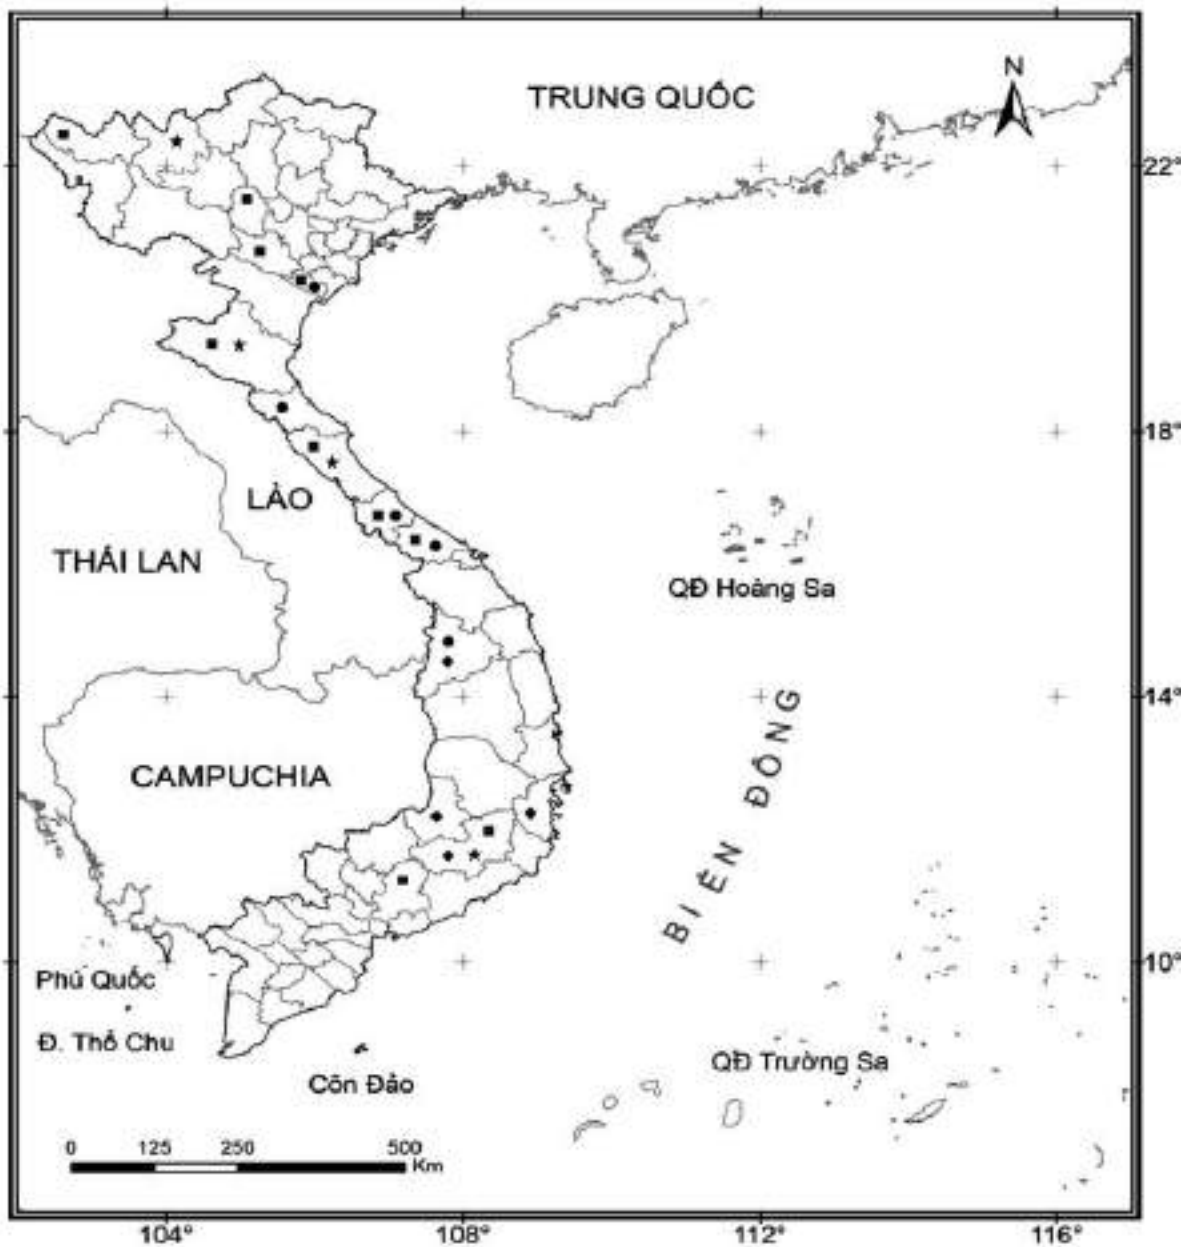 N
TRUNG QUỐC
22°
18°
LÀO
THÁI LAN
QĐ Hoàng Sa
14°
CAMPUCHIA
BIỂN ĐÔNG
10°
Phú Quốc
Đ. Thổ Chu
QĐ Trường Sa
Côn Đảo
0 125 250 500
Km
104° 108° 112° 116°